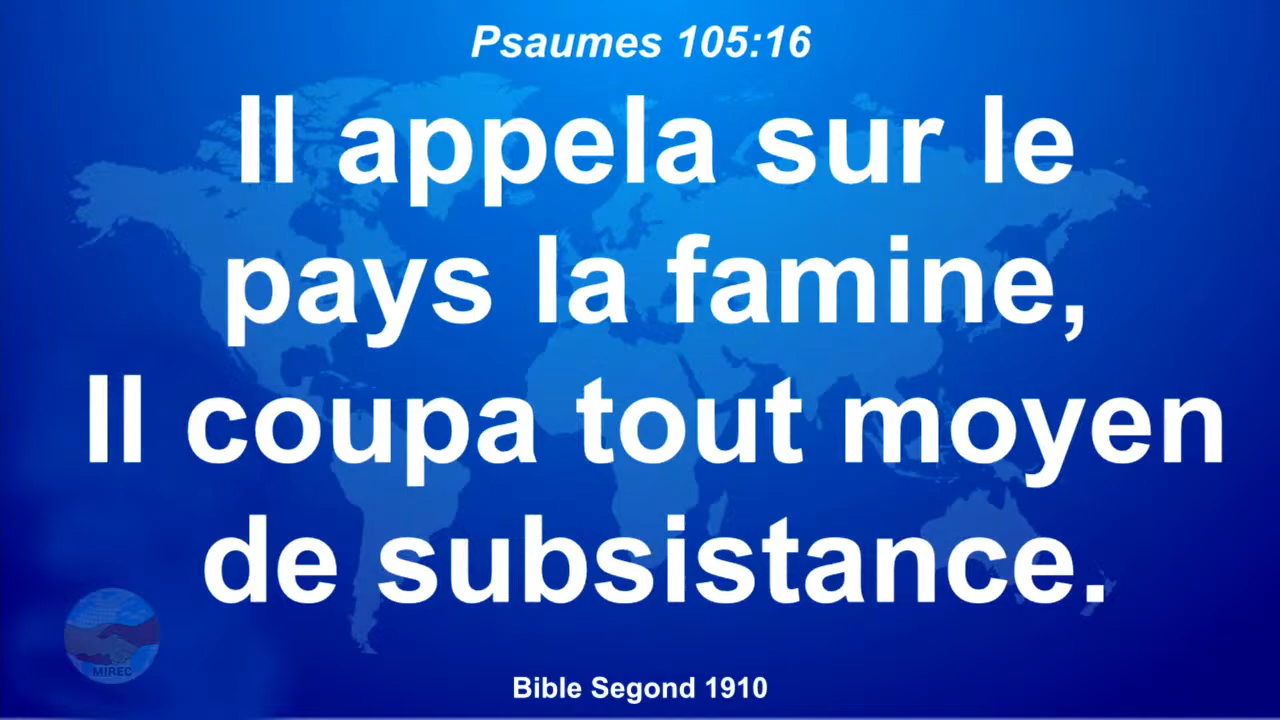 Psaumes 105:16
Il appela sur le
pays la famine,
Il coupa tout moyen
de subsistance.
MIREC
Bible Segond 1910